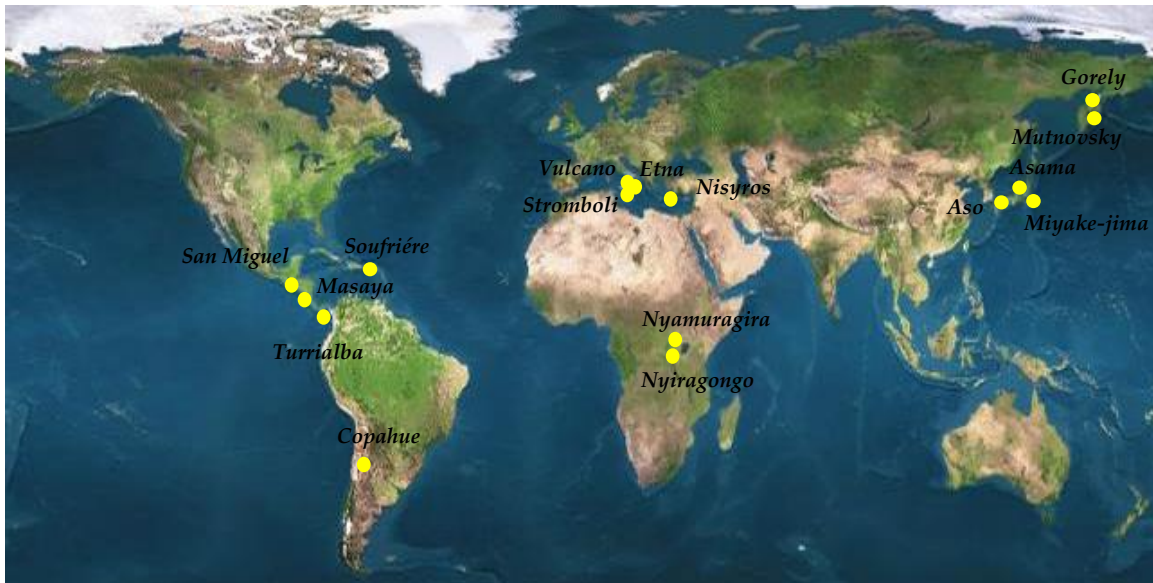 Gorely
Mutnovsky
Vulcano
Etna
Asama
Nisyros
Stromboli
Aso
Miyake-jima
Soufriére
San Miguel
Masaya
Nyamuragira
Turrialba
Nyiragongo
Copahue